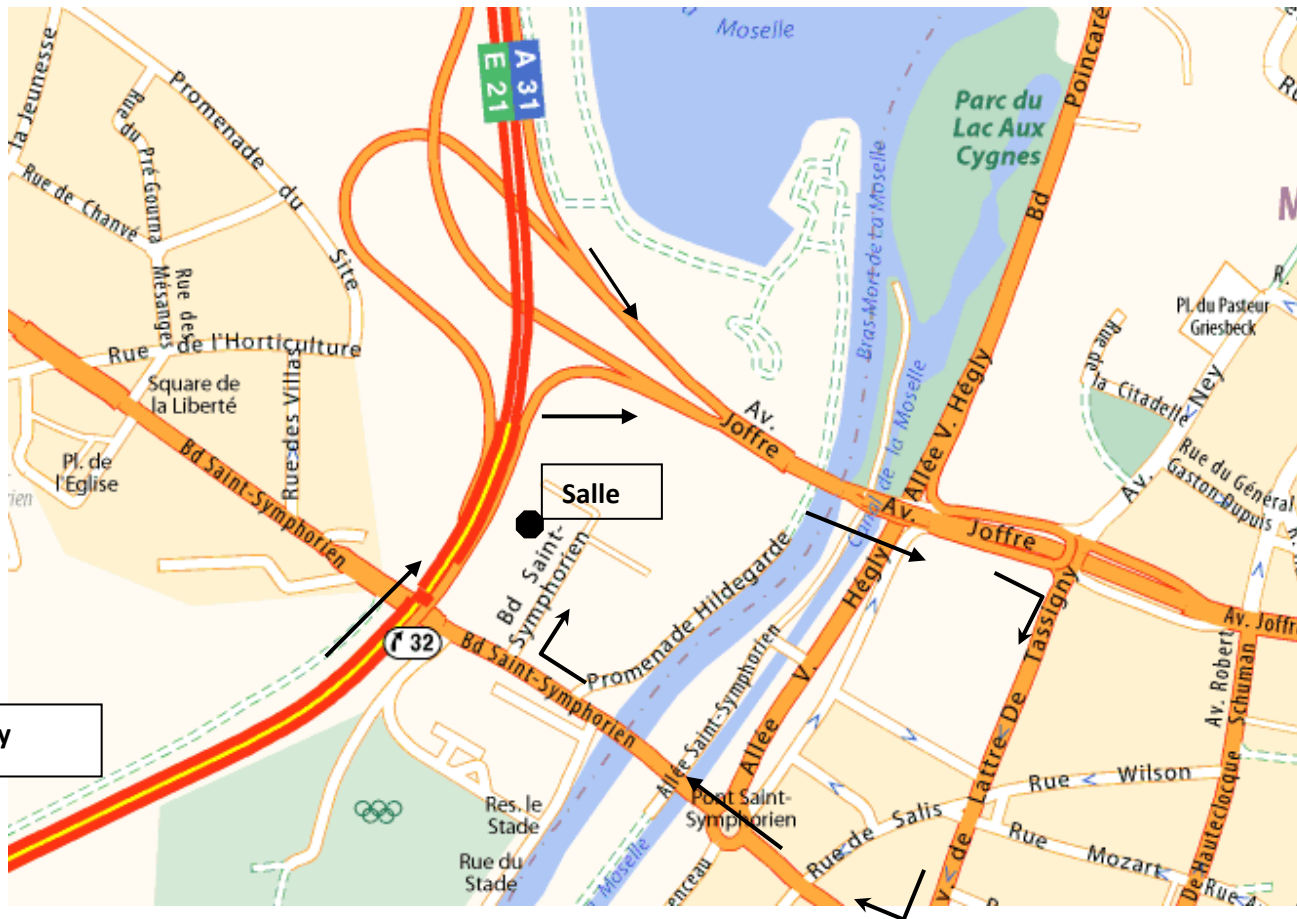 Moselle
A 31
E 21
la Jeunesse
Promenade du Site
Rue du Pré Gourna
Rue de Chanvé
Rue des Mésanges
Rue de l'Horticulture
Square de
la Liberté
Rue des Villas
Pl. de
l'Eglise
Bd Saint-Symphorien
Parc du
Lac Aux
Cygnes
Bd Poincaré
Bras Mort de La Moselle
Canal de la Moselle
Allée V. Hégly
Pl. du Pasteur
Griesbeck
R.
M
Rue de
la Citadelle
Av. Ney
Rue du Général
Gaston Dupuis
Av.
Joffre
Av. Joffre
Av. Joffr
Salle
Bd Saint-
Symphorien
32
Bd Saint-Symphorien
Promenade Hildegarde
Allée Saint-Symphorien
Allée V. Hégly
Pont Saint-
Symphorien
y
Res. le
Stade
Rue du
Stade
Moselle
enceau
Rue de Salis
v. de Lattre De Tassigny
Rue Wilson
Rue Mozart
Rue Au
Av. Robert
Schuman
De Hauteclocque